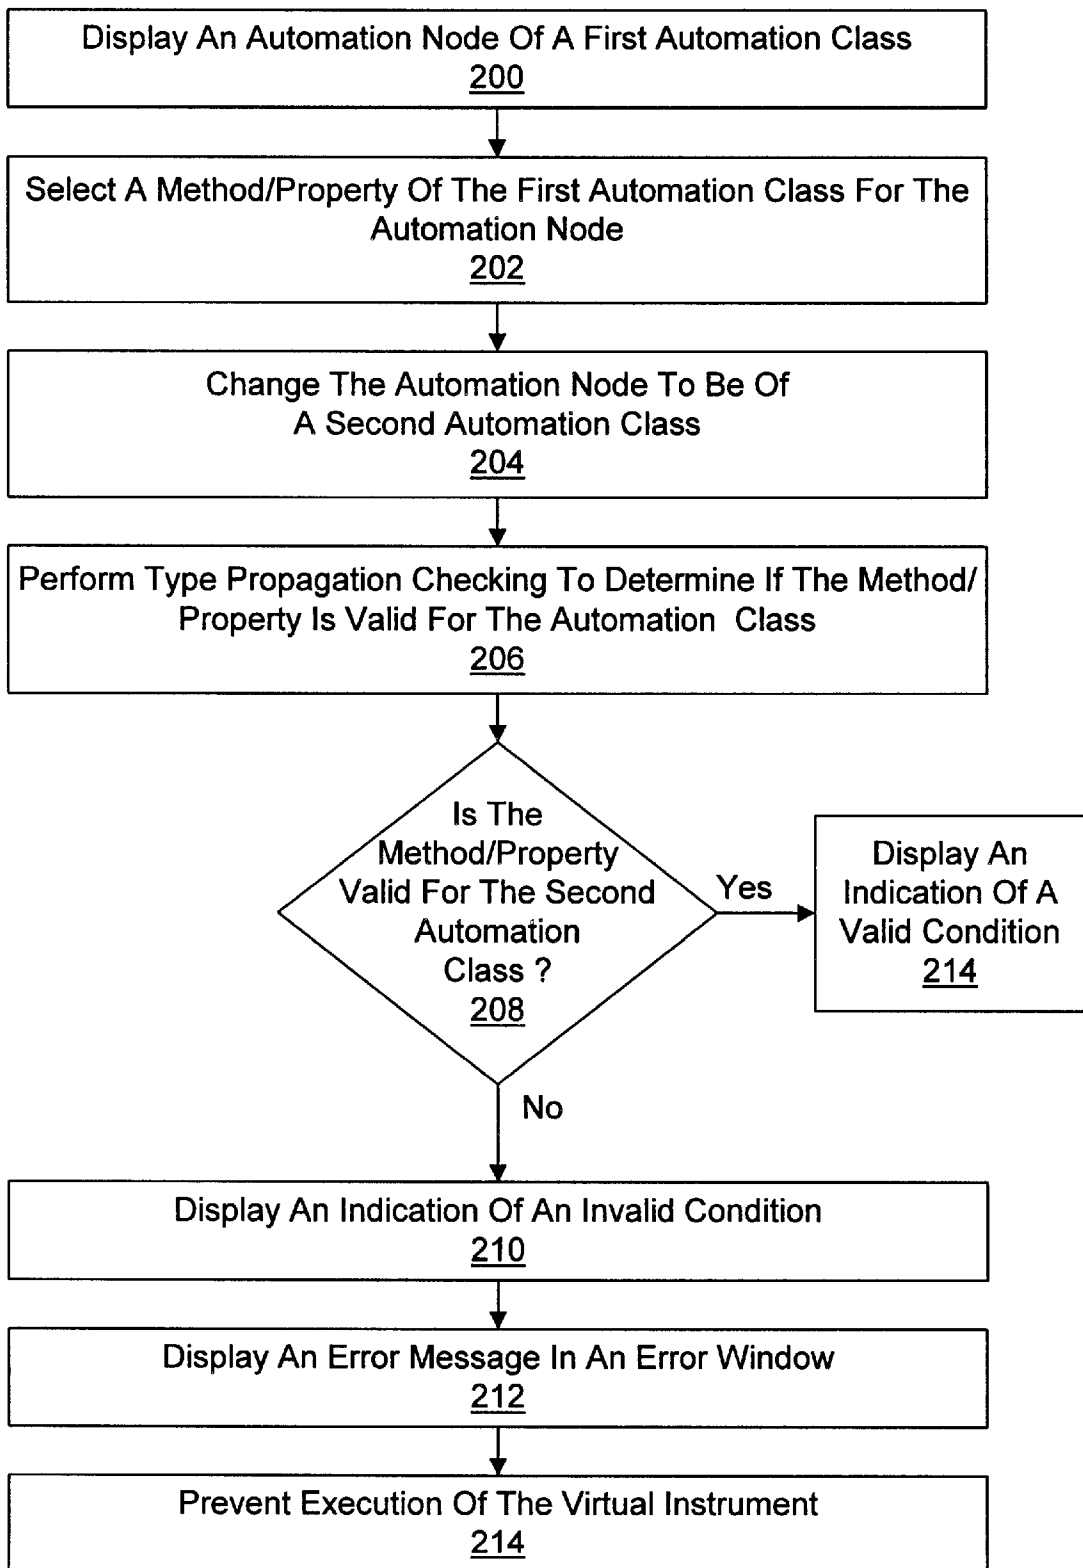 Display An Automation Node Of A First Automation Class
200
Select A Method/Property Of The First Automation Class For The
Automation Node
202
Change The Automation Node To Be Of
A Second Automation Class
204
Perform Type Propagation Checking To Determine If The Method/
Property Is Valid For The Automation Class
206
Is The
Method/Property
Valid For The Second
Automation
Class ?
208
Yes
Display An
Indication Of A
Valid Condition
214
No
Display An Indication Of An Invalid Condition
210
Display An Error Message In An Error Window
212
Prevent Execution Of The Virtual Instrument
214